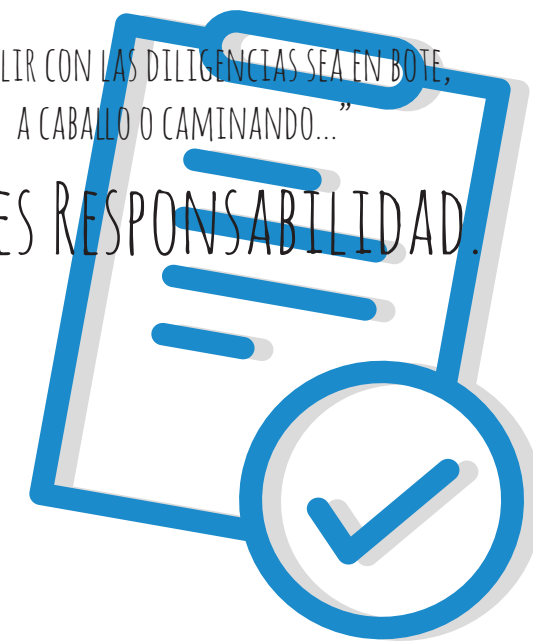 LIR CON LAS DILIGENCIAS SEA EN BOTE,
A CABALLO O CAMINANDO...”
ES RESPONSABILIDAD.